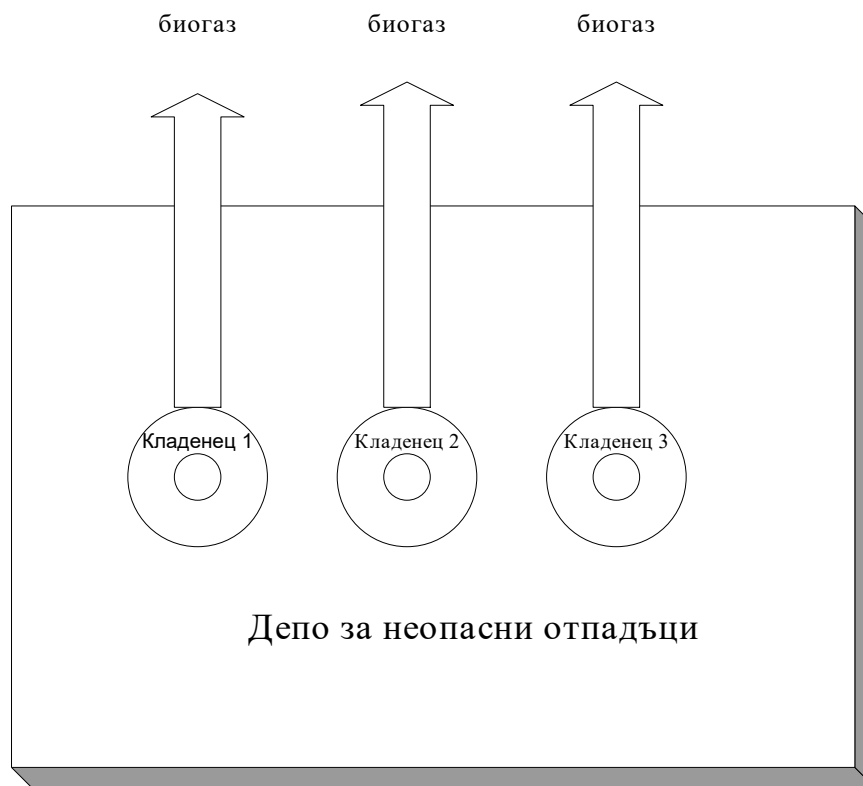 биогаз биогаз биогаз
Кладенец 1 Кладенец 2 Кладенец 3
Депо за неопасни отпадъци